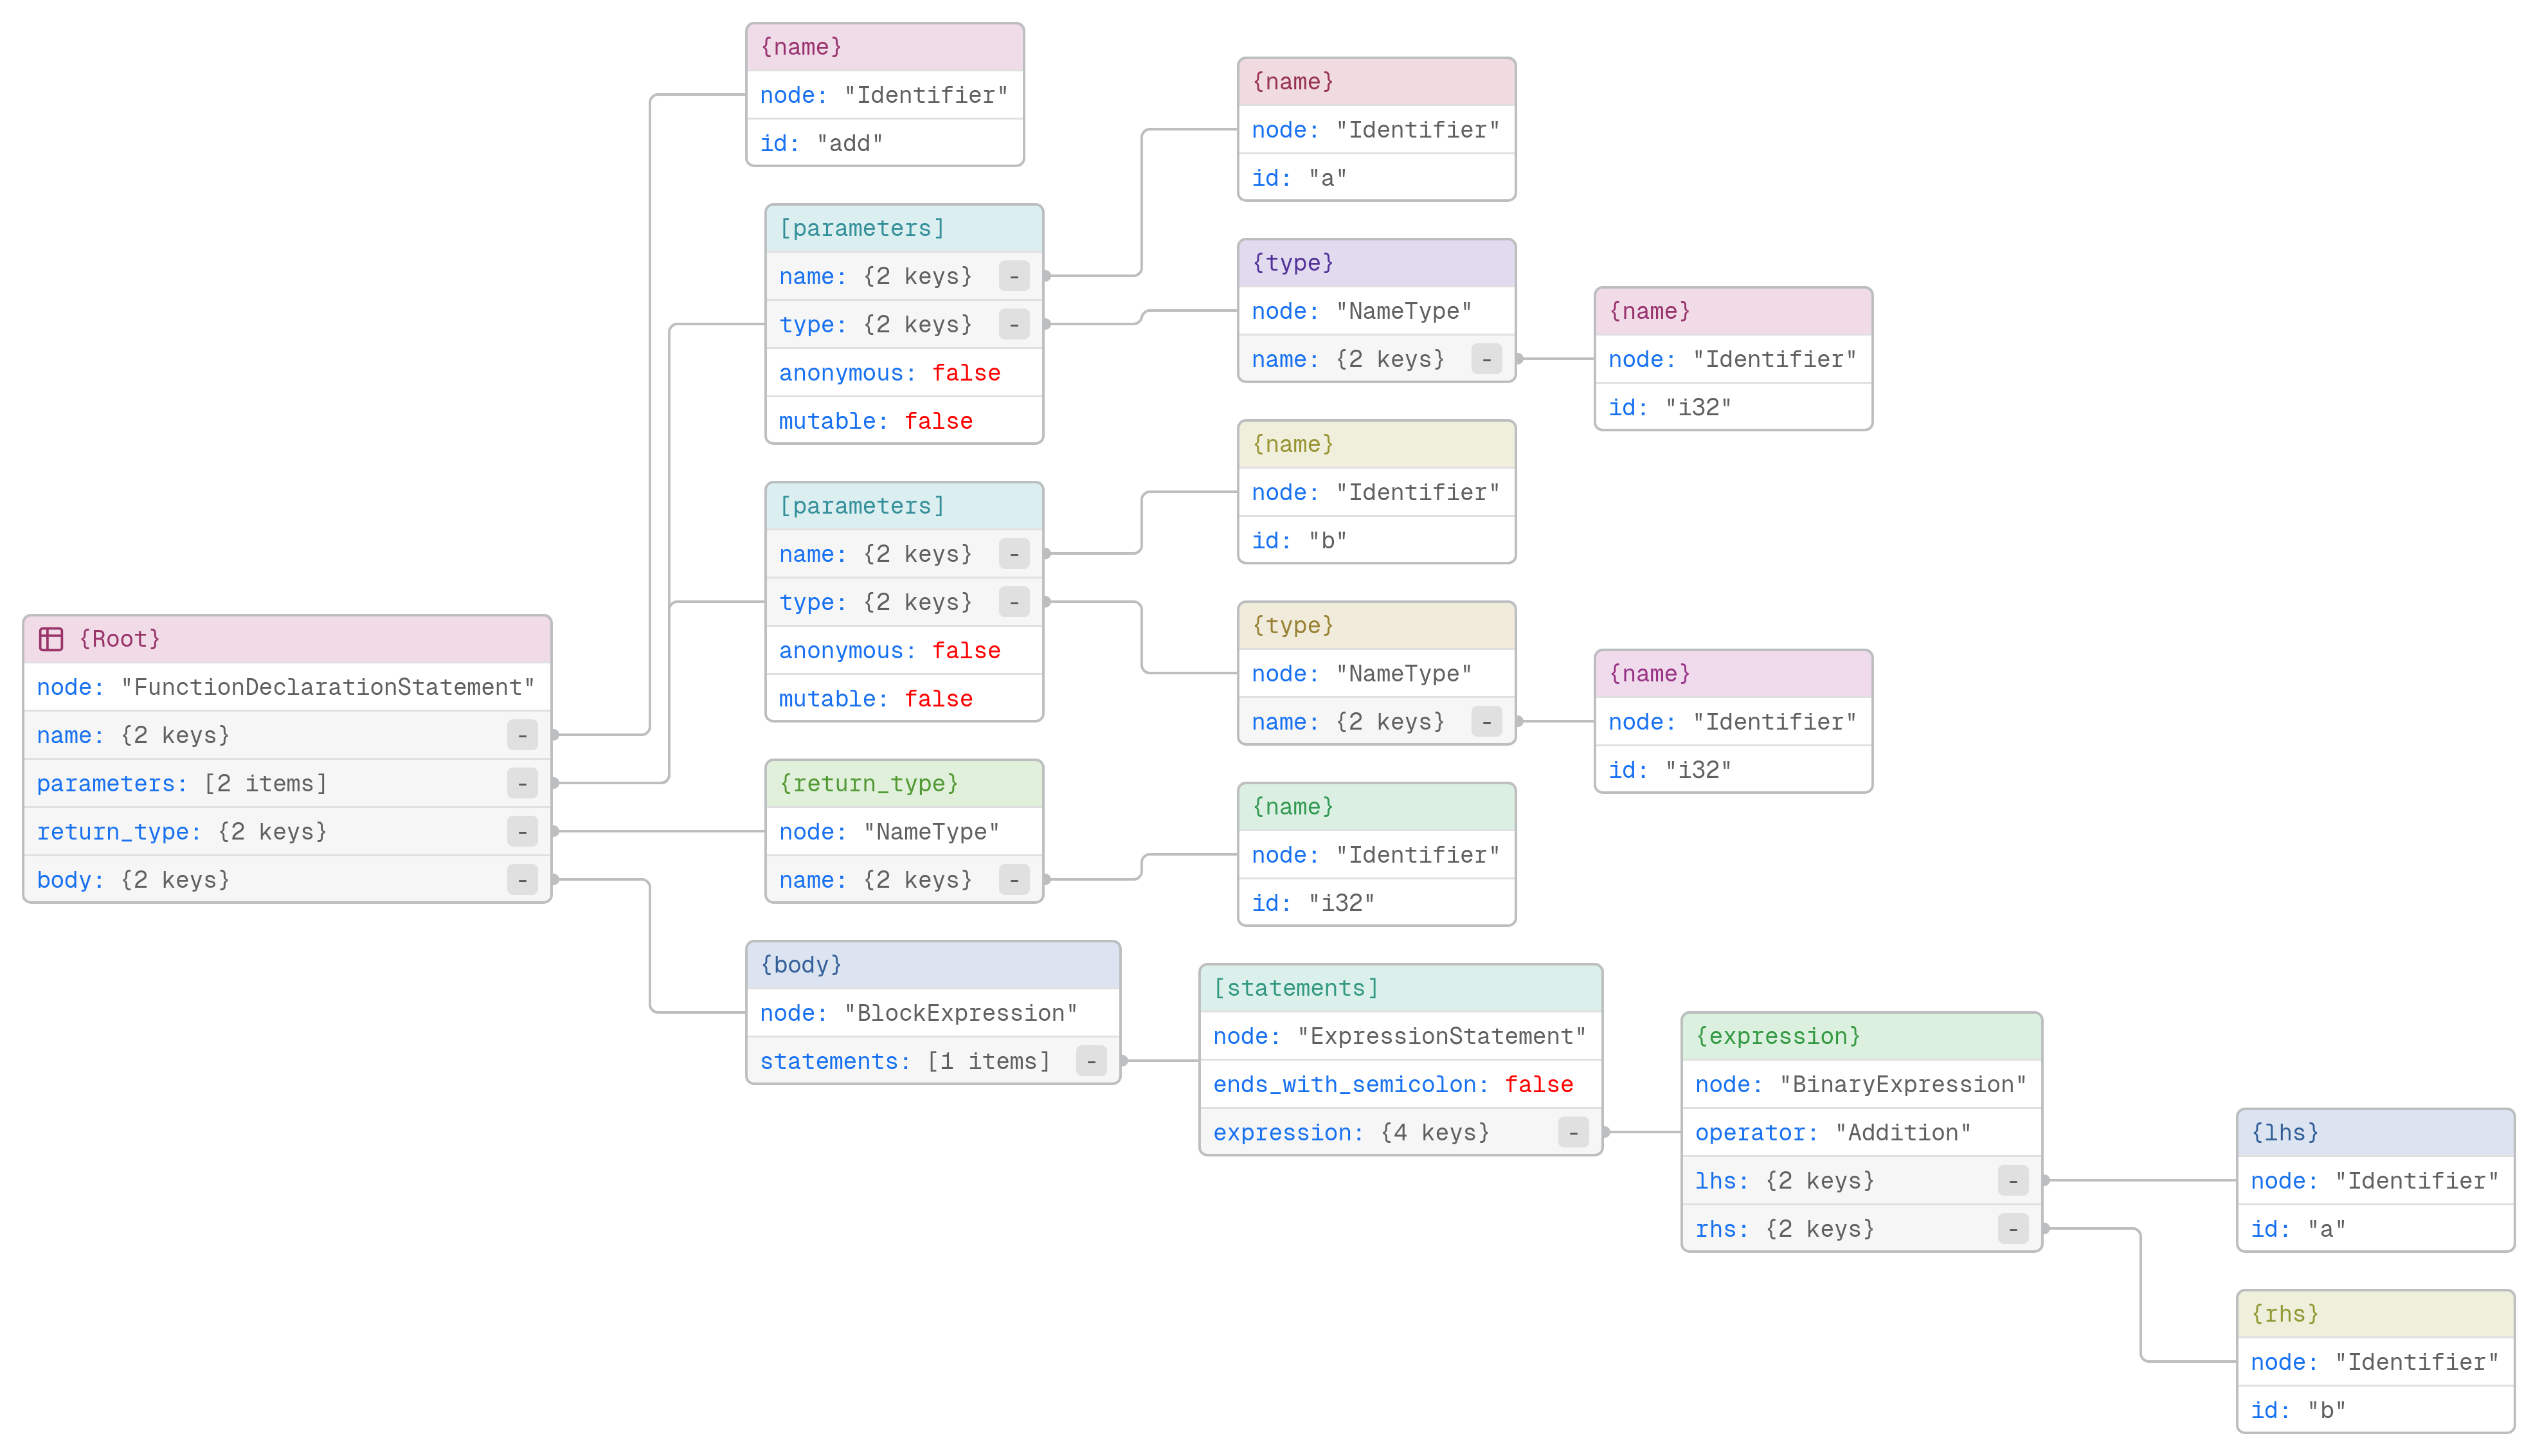 {Root}
node: "FunctionDeclarationStatement"
name: {2 keys} -
parameters: [2 items] -
return_type: {2 keys} -
body: {2 keys} -
{name}
node: "Identifier"
id: "add"
[parameters]
name: {2 keys} -
type: {2 keys} -
anonymous: false
mutable: false
[parameters]
name: {2 keys} -
type: {2 keys} -
anonymous: false
mutable: false
{return_type}
node: "NameType"
name: {2 keys} -
{body}
node: "BlockExpression"
statements: [1 items] -
{name}
node: "Identifier"
id: "a"
{type}
node: "NameType"
name: {2 keys} -
{name}
node: "Identifier"
id: "b"
{type}
node: "NameType"
name: {2 keys} -
{name}
node: "Identifier"
id: "i32"
[statements]
node: "ExpressionStatement"
ends_with_semicolon: false
expression: {4 keys} -
{name}
node: "Identifier"
id: "i32"
{name}
node: "Identifier"
id: "i32"
{expression}
node: "BinaryExpression"
operator: "Addition"
lhs: {2 keys} -
rhs: {2 keys} -
{lhs}
node: "Identifier"
id: "a"
{rhs}
node: "Identifier"
id: "b"